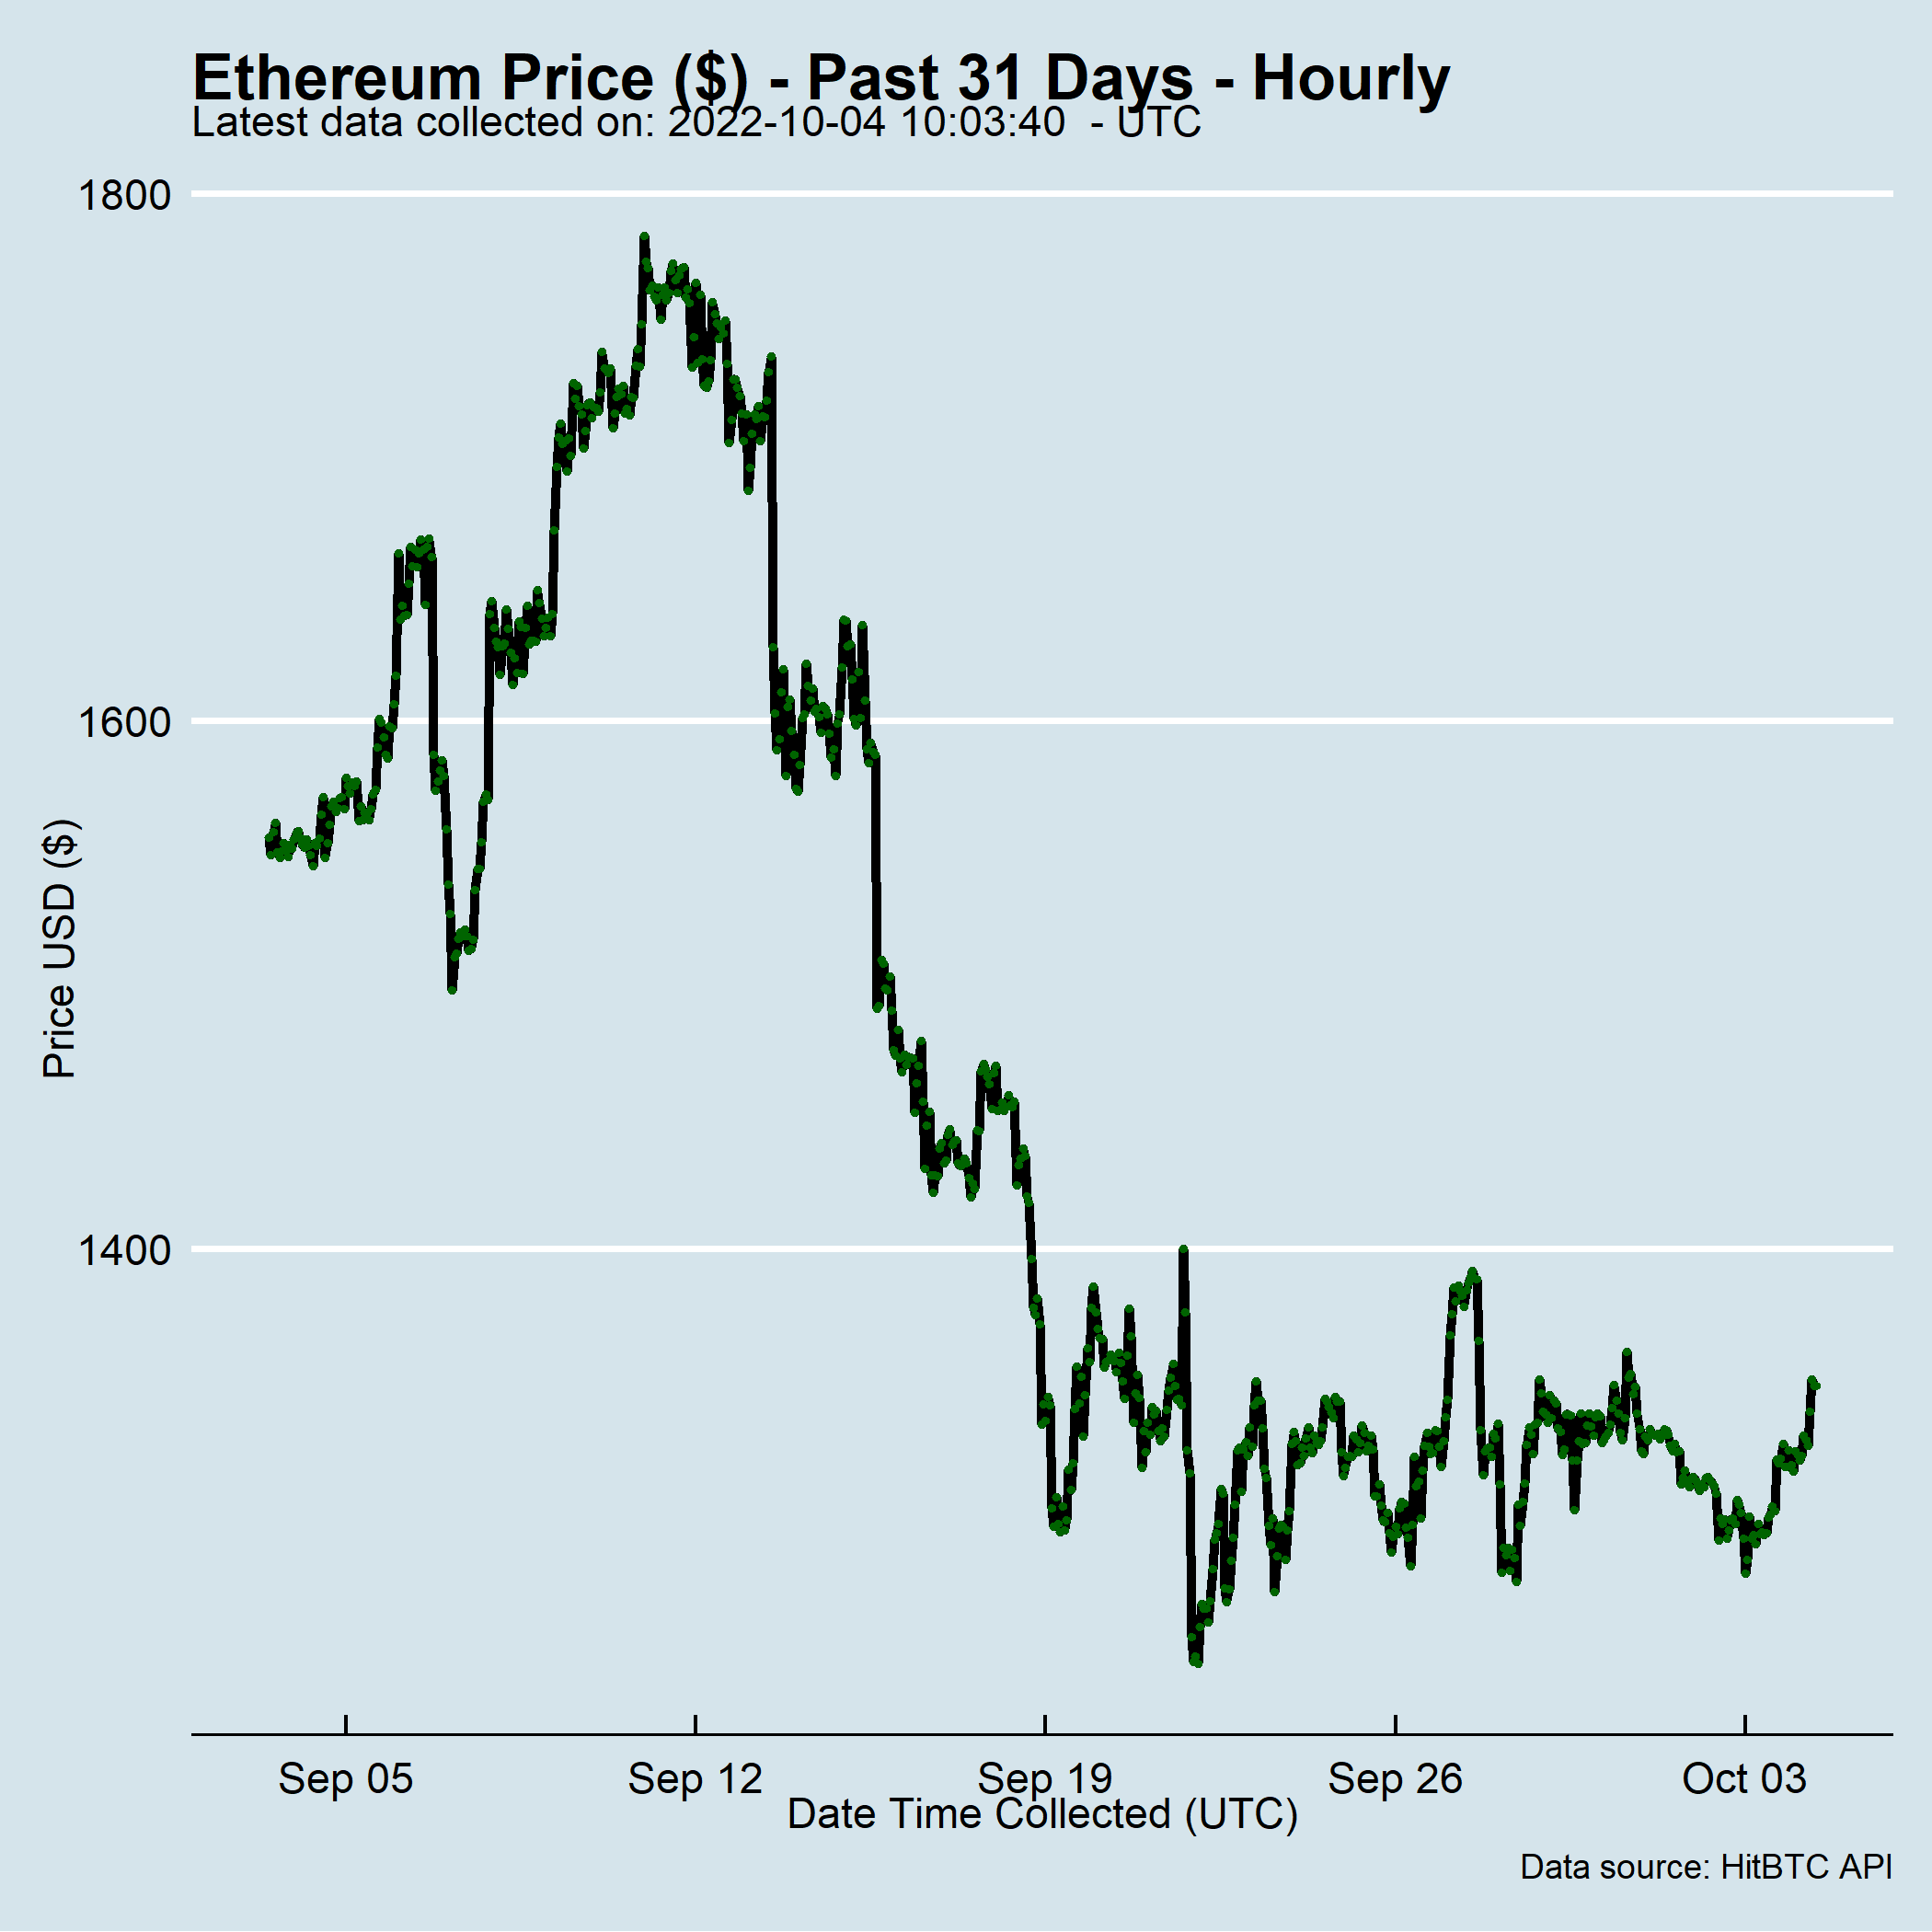 Ethereum Price ($) - Past 31 Days - Hourly
Latest data collected on: 2022-10-04 10:03:40  - UTC
1800
1600
1400
Price USD ($)
Sep 05
Sep 12
Sep 19
Sep 26
Oct 03
Date Time Collected (UTC)
Data source: HitBTC API